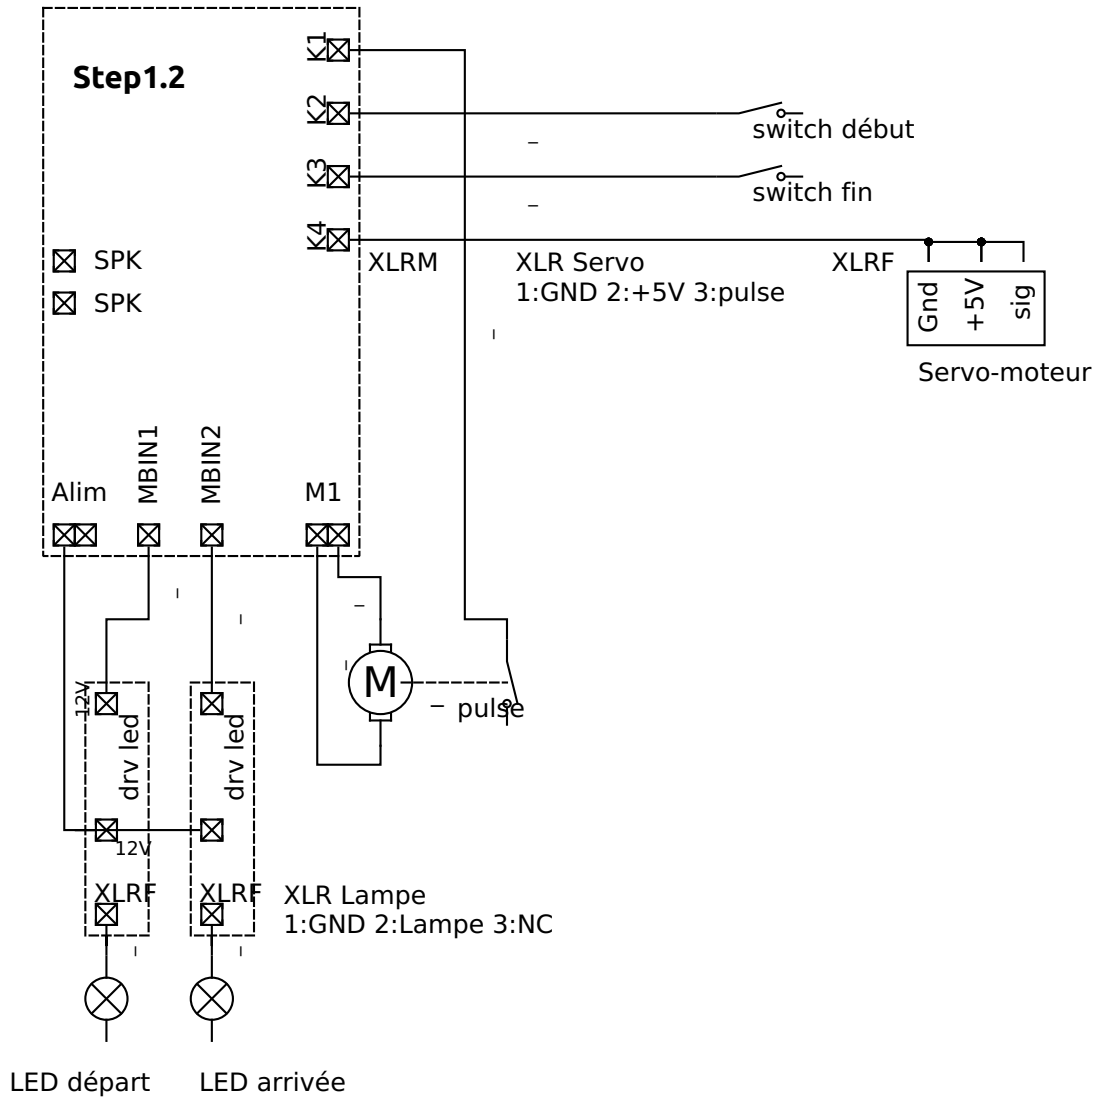 K1
Step1.2
K2
switch début
K3
switch fin
K4
SPK
XLRM
XLR Servo
XLRF
1:GND 2:+5V 3:pulse
SPK
Gnd
+5V
sig
Servo-moteur
MBIN1
MBIN2
Alim
M1
M
12V
pulse
drv led
drv led
12V
XLRF
XLRF
XLR Lampe
1:GND 2:Lampe 3:NC
LED départ
LED arrivée